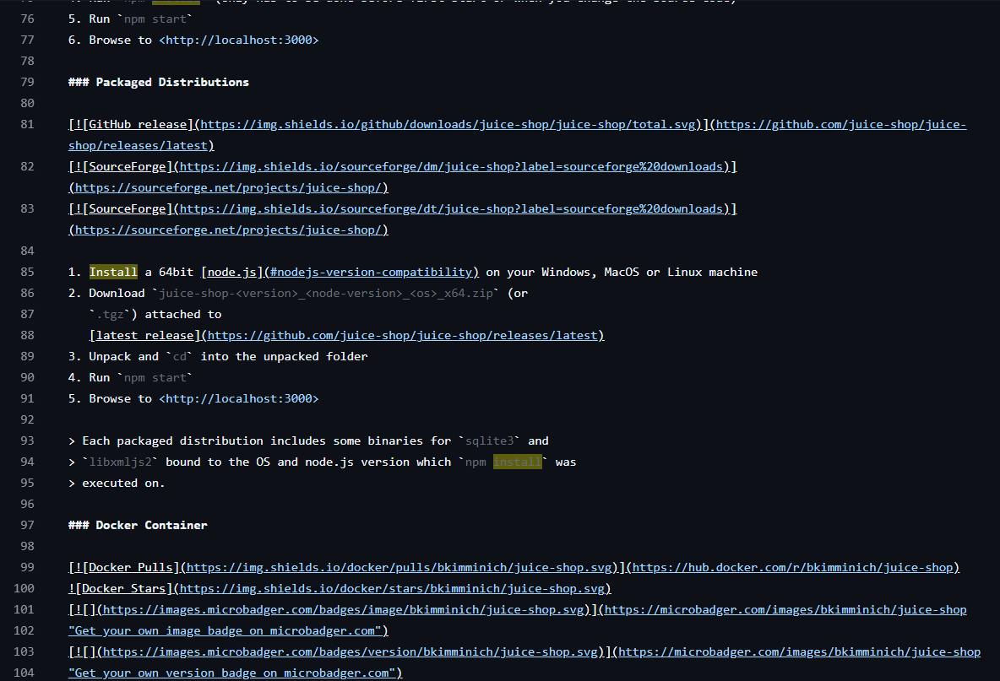 76 5. Run `npm start`
77 6. Browse to <http://localhost:3000>
78
79 ### Packaged Distributions
80
81 [![GitHub release](https://img.shields.io/github/downloads/juice-shop/juice-shop/total.svg)](https://github.com/juice-shop/juice-
shop/releases/latest)
82 [![SourceForge](https://img.shields.io/sourceforge/dm/juice-shop?label=sourceforge%20downloads)]
(https://sourceforge.net/projects/juice-shop/)
83 [![SourceForge](https://img.shields.io/sourceforge/dt/juice-shop?label=sourceforge%20downloads)]
(https://sourceforge.net/projects/juice-shop/)
84
85 1. Install a 64bit [node.js](#nodejs-version-compatibility) on your Windows, MacOS or Linux machine
86 2. Download `juice-shop-<version>_<node-version>_<os>_x64.zip` (or
87 `.tgz`) attached to
88 [latest release](https://github.com/juice-shop/juice-shop/releases/latest)
89 3. Unpack and `cd` into the unpacked folder
90 4. Run `npm start`
91 5. Browse to <http://localhost:3000>
92
93 > Each packaged distribution includes some binaries for `sqlite3` and
94 > `libxmljs2` bound to the OS and node.js version which `npm install` was
95 > executed on.
96
97 ### Docker Container
98
99 [![Docker Pulls](https://img.shields.io/docker/pulls/bkimminich/juice-shop.svg)](https://hub.docker.com/r/bkimminich/juice-shop)
100 ![Docker Stars](https://img.shields.io/docker/stars/bkimminich/juice-shop.svg)
101 [![](https://images.microbadger.com/badges/image/bkimminich/juice-shop.svg)](https://microbadger.com/images/bkimminich/juice-shop
102 "Get your own image badge on microbadger.com")
103 [![](https://images.microbadger.com/badges/version/bkimminich/juice-shop.svg)](https://microbadger.com/images/bkimminich/juice-shop
104 "Get your own version badge on microbadger.com")